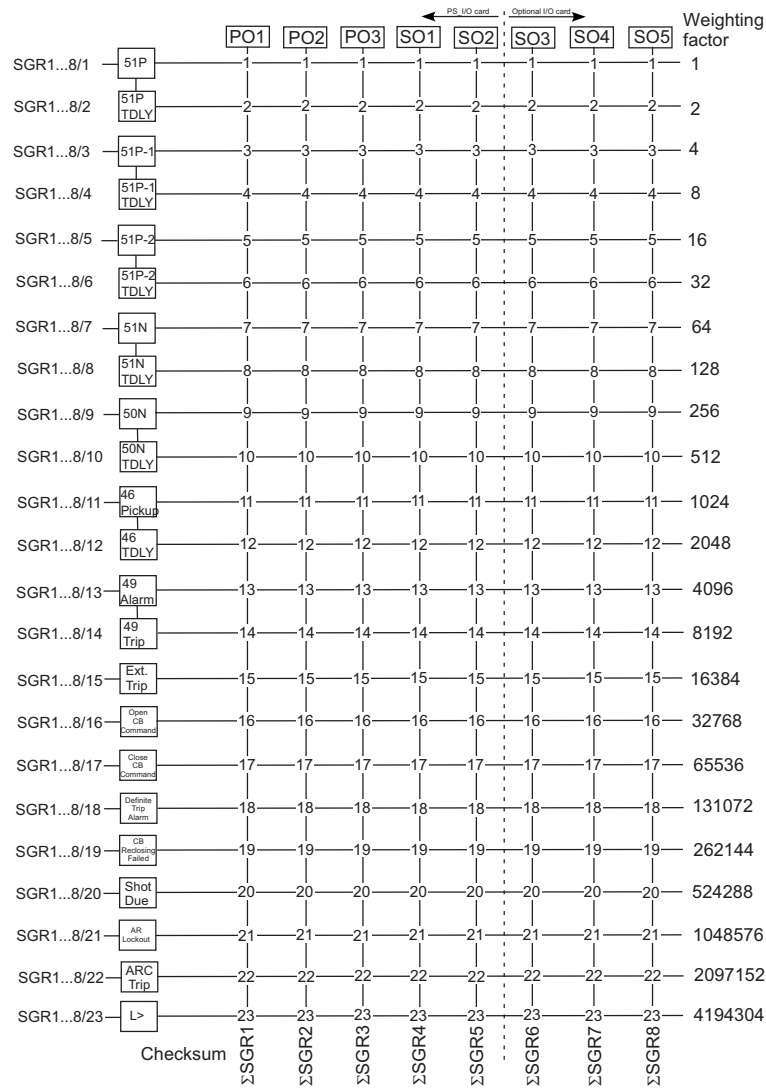 PS_I/O card Optional I/O card
PO1 PO2 PO3 SO1 SO2 SO3 SO4 SO5 Weighting factor
SGR1...8/1 51P 1 1 1 1 1 1 1 1 1
SGR1...8/2 51P TDLY 2 2 2 2 2 2 2 2 2
SGR1...8/3 51P-1 3 3 3 3 3 3 3 3 4
SGR1...8/4 51P-1 TDLY 4 4 4 4 4 4 4 4 8
SGR1...8/5 51P-2 5 5 5 5 5 5 5 5 16
SGR1...8/6 51P-2 TDLY 6 6 6 6 6 6 6 6 32
SGR1...8/7 51N 7 7 7 7 7 7 7 7 64
SGR1...8/8 51N TDLY 8 8 8 8 8 8 8 8 128
SGR1...8/9 50N 9 9 9 9 9 9 9 9 256
SGR1...8/10 50N TDLY 10 10 10 10 10 10 10 10 512
SGR1...8/11 46 Pickup 11 11 11 11 11 11 11 11 1024
SGR1...8/12 46 TDLY 12 12 12 12 12 12 12 12 2048
SGR1...8/13 49 Alarm 13 13 13 13 13 13 13 13 4096
SGR1...8/14 49 Trip 14 14 14 14 14 14 14 14 8192
SGR1...8/15 Ext. Trip 15 15 15 15 15 15 15 15 16384
SGR1...8/16 Open CB Command 16 16 16 16 16 16 16 16 32768
SGR1...8/17 Close CB Command 17 17 17 17 17 17 17 17 65536
SGR1...8/18 Definite Trip Alarm 18 18 18 18 18 18 18 18 131072
SGR1...8/19 CB Reclosing Failed 19 19 19 19 19 19 19 19 262144
SGR1...8/20 Shot Due 20 20 20 20 20 20 20 20 524288
SGR1...8/21 AR Lockout 21 21 21 21 21 21 21 21 1048576
SGR1...8/22 ARC Trip 22 22 22 22 22 22 22 22 2097152
SGR1...8/23 L> 23 23 23 23 23 23 23 23 4194304
Checksum ΣSGR1 ΣSGR2 ΣSGR3 ΣSGR4 ΣSGR5 ΣSGR6 ΣSGR7 ΣSGR8